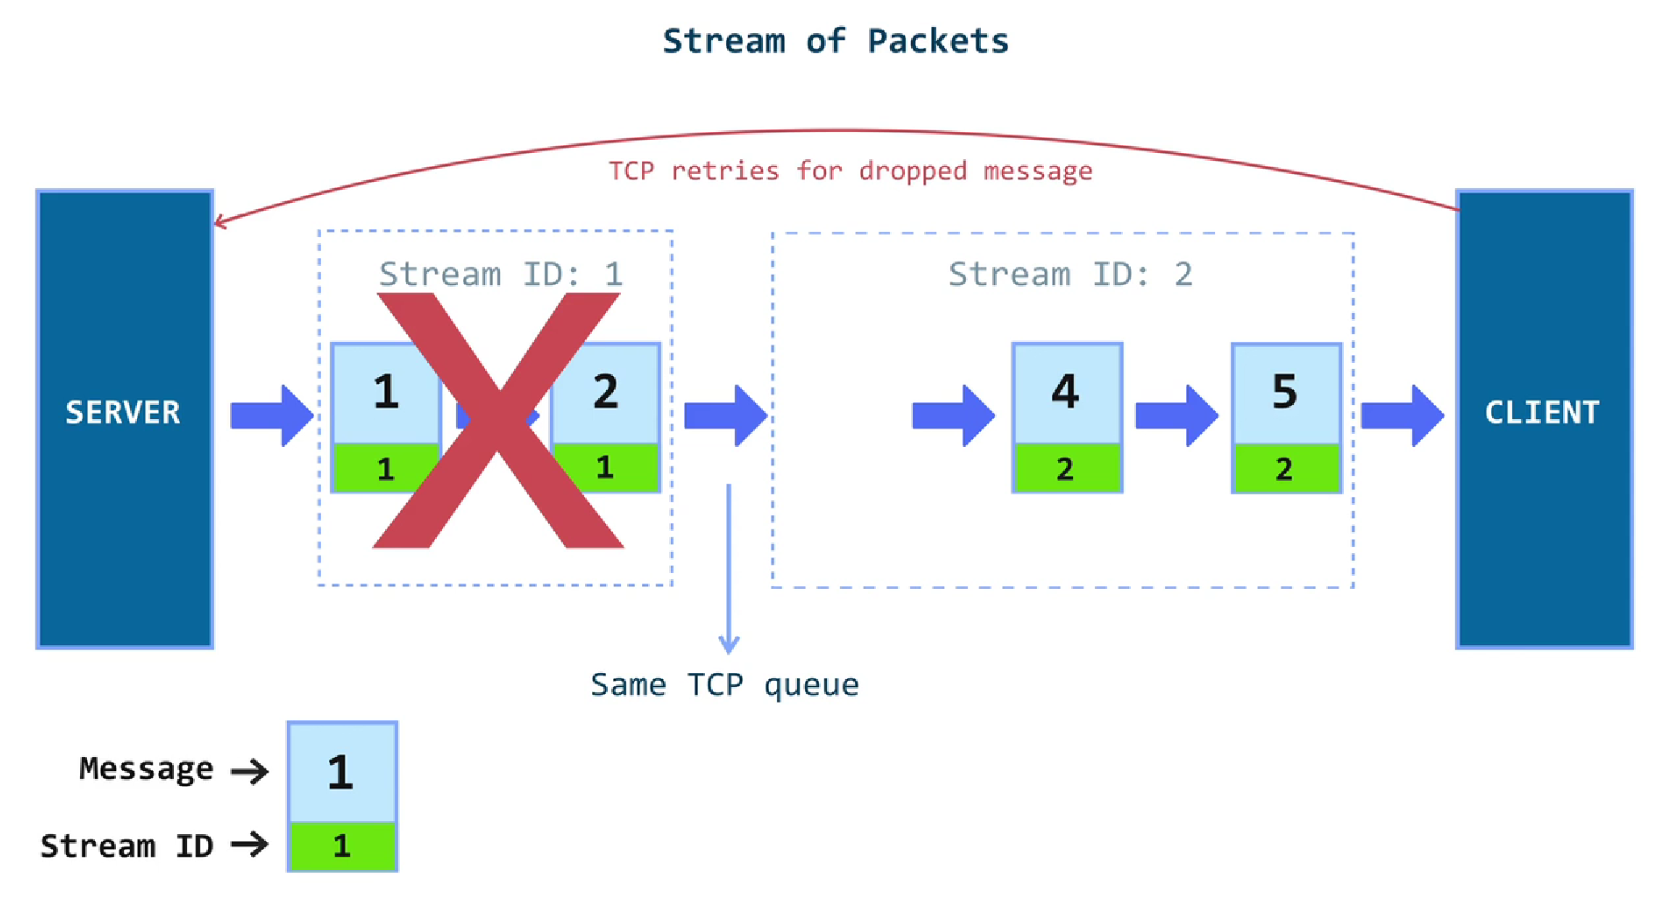 Stream of Packets
TCP retries for dropped message
Stream ID: 1
Stream ID: 2
SERVER
1
2
4
5
CLIENT
1
1
2
2
Same TCP queue
Message →
1
Stream ID →
1